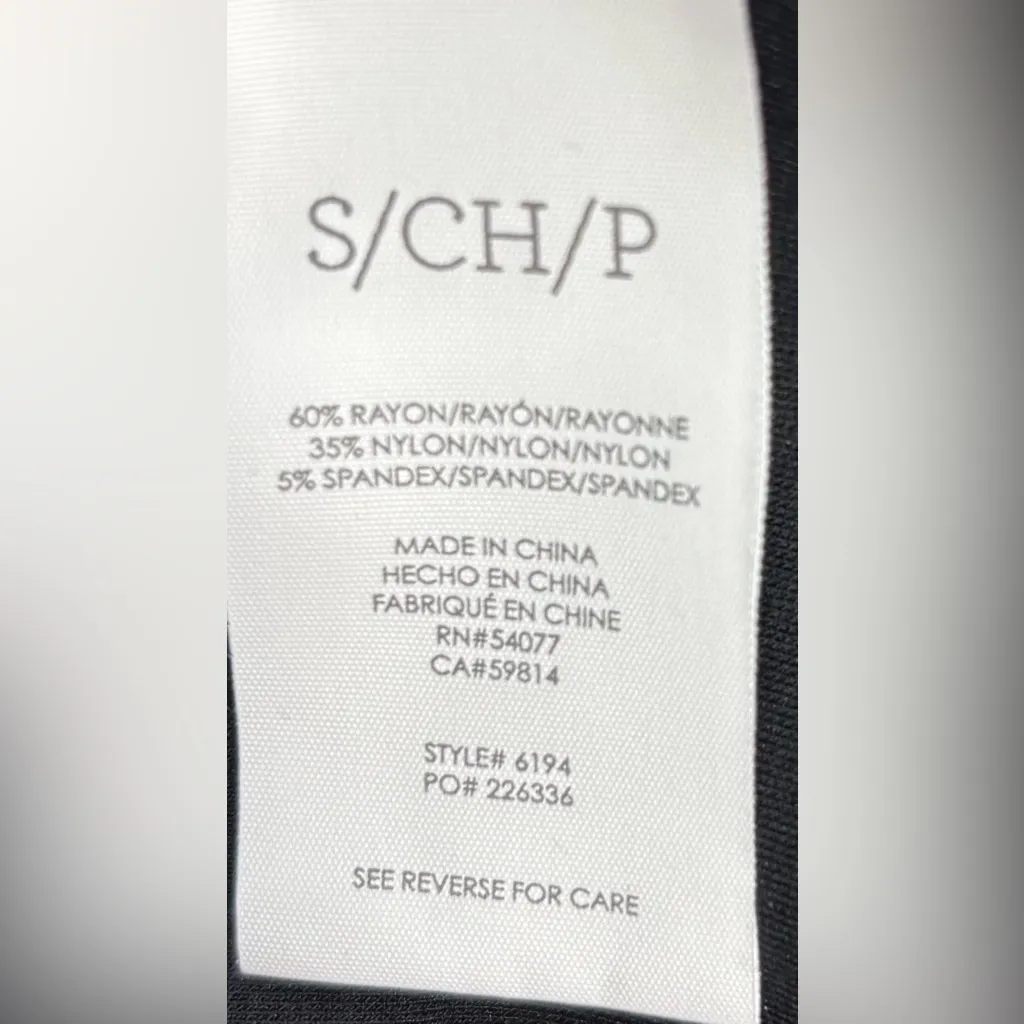 S/CH/P
60% RAYON/RAYÓN/RAYONNE
35% NYLON/NYLON/NYLON
5% SPANDEX/SPANDEX/SPANDEX
MADE IN CHINA
HECHO EN CHINA
FABRIQUÉ EN CHINE
RN#54077
CA#59814
STYLE# 6194
PO# 226336
SEE REVERSE FOR CARE